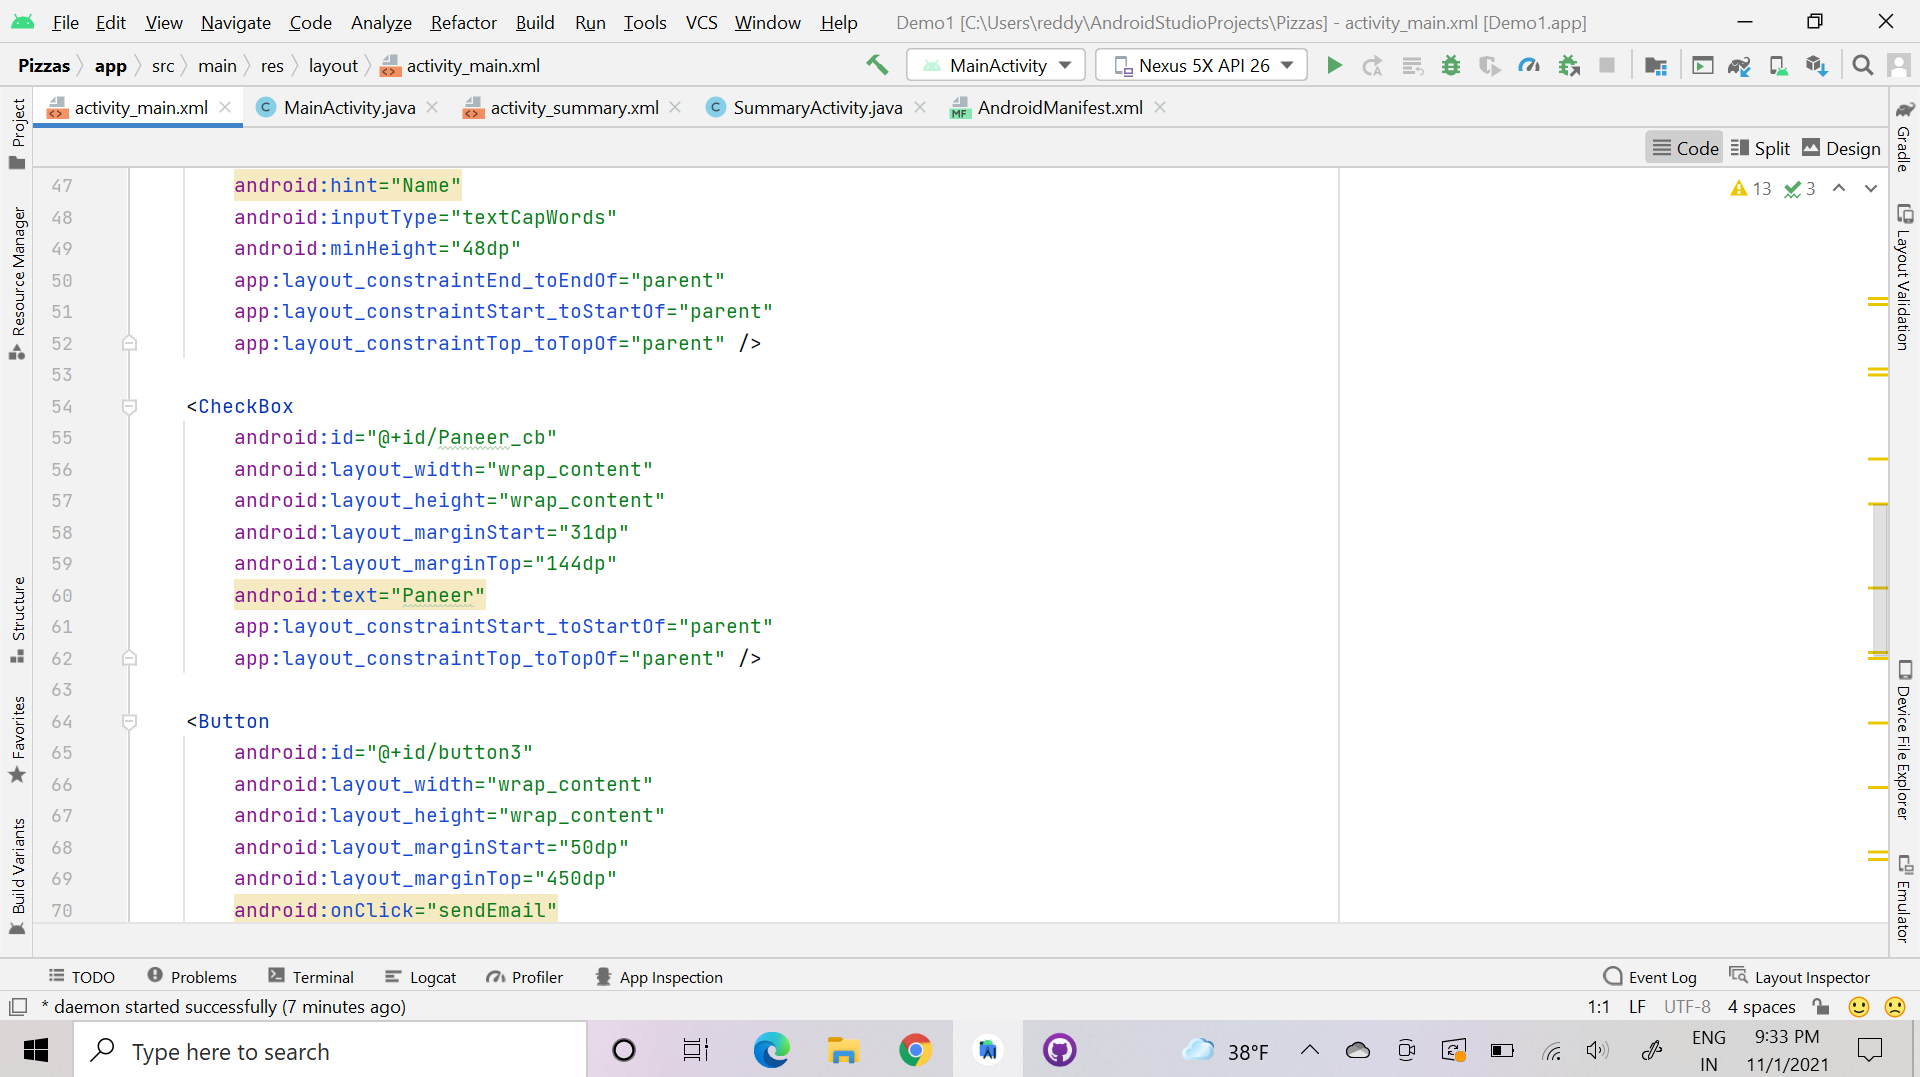 File Edit View Navigate Code Analyze Refactor Build Run Tools VCS Window Help Demo1 [C:\Users\reddy\AndroidStudioProjects\Pizzas] - activity_main.xml [Demo1.app]
Pizzas app src main res layout activity_main.xml MainActivity Nexus 5X API 26
activity_main.xml MainActivity.java activity_summary.xml SummaryActivity.java AndroidManifest.xml
Code Split Design
13 3
47 android:hint="Name"
48 android:inputType="textCapWords"
49 android:minHeight="48dp"
50 app:layout_constraintEnd_toEndOf="parent"
51 app:layout_constraintStart_toStartOf="parent"
52 app:layout_constraintTop_toTopOf="parent" />
53
54 <CheckBox
55 android:id="@+id/Paneer_cb"
56 android:layout_width="wrap_content"
57 android:layout_height="wrap_content"
58 android:layout_marginStart="31dp"
59 android:layout_marginTop="144dp"
60 android:text="Paneer"
61 app:layout_constraintStart_toStartOf="parent"
62 app:layout_constraintTop_toTopOf="parent" />
63
64 <Button
65 android:id="@+id/button3"
66 android:layout_width="wrap_content"
67 android:layout_height="wrap_content"
68 android:layout_marginStart="50dp"
69 android:layout_marginTop="450dp"
70 android:onClick="sendEmail"
Project
Resource Manager
Structure
Favorites
Build Variants
Gradle
Layout Validation
Device File Explorer
Emulator
TODO Problems Terminal Logcat Profiler App Inspection Event Log Layout Inspector
* daemon started successfully (7 minutes ago) 1:1 LF UTF-8 4 spaces
Type here to search 38°F ENG IN 9:33 PM 11/1/2021